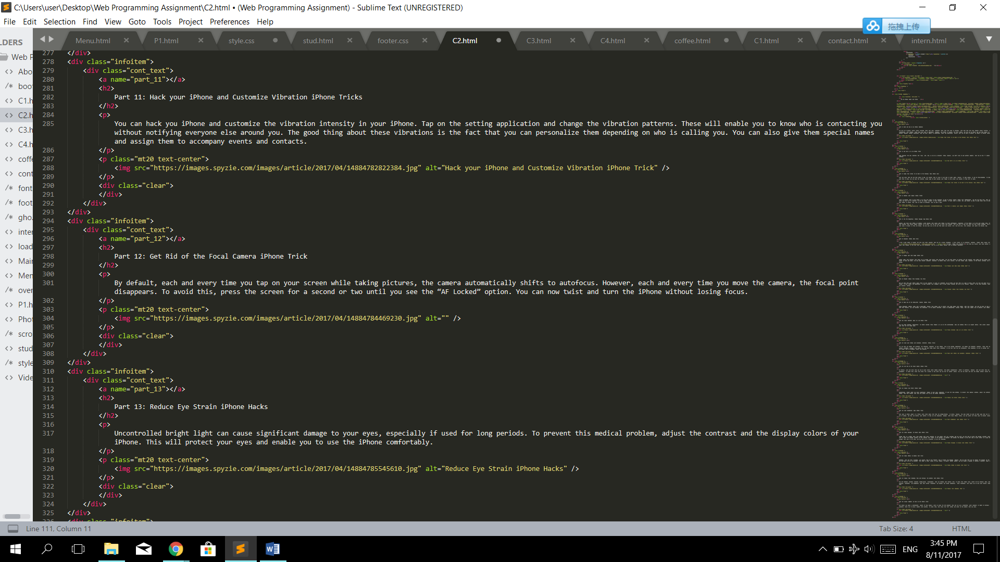 C:\Users\user\Desktop\Web Programming Assignment\C2.html • (Web Programming Assignment) - Sublime Text (UNREGISTERED)
File Edit Selection Find View Goto Tools Project Preferences Help
拖拽上传
LDERS
Menu.html P1.html style.css stud.html footer.css C2.html C3.html C4.html coffee.html C1.html contact.html intern.html
Web P
Abo
boo
C1.h
C2.h
C3.h
C4.h
coffe
cont
font
foot
gho.
inter
load
Mair
Men
over
P1.h
Phot
scro
stud
style
Vide
277 </div>
278 <div class="infoitem">
279 <div class="cont_text">
280 <a name="part_11"></a>
281 <h2>
282 Part 11: Hack your iPhone and Customize Vibration iPhone Tricks
283 </h2>
284 <p>
285 You can hack you iPhone and customize the vibration intensity in your iPhone. Tap on the setting application and change the vibration patterns. These will enable you to know who is contacting you
without notifying everyone else around you. The good thing about these vibrations is the fact that you can personalize them depending on who is calling you. You can also give them special names
and assign them to accompany events and contacts.
286 </p>
287 <p class="mt20 text-center">
288 <img src="https://images.spyzie.com/images/article/2017/04/14884782822384.jpg" alt="Hack your iPhone and Customize Vibration iPhone Trick" />
289 </p>
290 <div class="clear">
291 </div>
292 </div>
293 </div>
294 <div class="infoitem">
295 <div class="cont_text">
296 <a name="part_12"></a>
297 <h2>
298 Part 12: Get Rid of the Focal Camera iPhone Trick
299 </h2>
300 <p>
301 By default, each and every time you tap on your screen while taking pictures, the camera automatically shifts to autofocus. However, each and every time you move the camera, the focal point
disappears. To avoid this, press the screen for a second or two until you see the “AF Locked” option. You can now twist and turn the iPhone without losing focus.
302 </p>
303 <p class="mt20 text-center">
304 <img src="https://images.spyzie.com/images/article/2017/04/14884784469230.jpg" alt="" />
305 </p>
306 <div class="clear">
307 </div>
308 </div>
309 </div>
310 <div class="infoitem">
311 <div class="cont_text">
312 <a name="part_13"></a>
313 <h2>
314 Part 13: Reduce Eye Strain iPhone Hacks
315 </h2>
316 <p>
317 Uncontrolled bright light can cause significant damage to your eyes, especially if used for long periods. To prevent this medical problem, adjust the contrast and the display colors of your
iPhone. This will protect your eyes and enable you to use the iPhone comfortably.
318 </p>
319 <p class="mt20 text-center">
320 <img src="https://images.spyzie.com/images/article/2017/04/14884785545610.jpg" alt="Reduce Eye Strain iPhone Hacks" />
321 </p>
322 <div class="clear">
323 </div>
324 </div>
325 </div>
326 <div class="infoitem">
Line 111, Column 11 Tab Size: 4 HTML
ENG
3:45 PM
8/11/2017